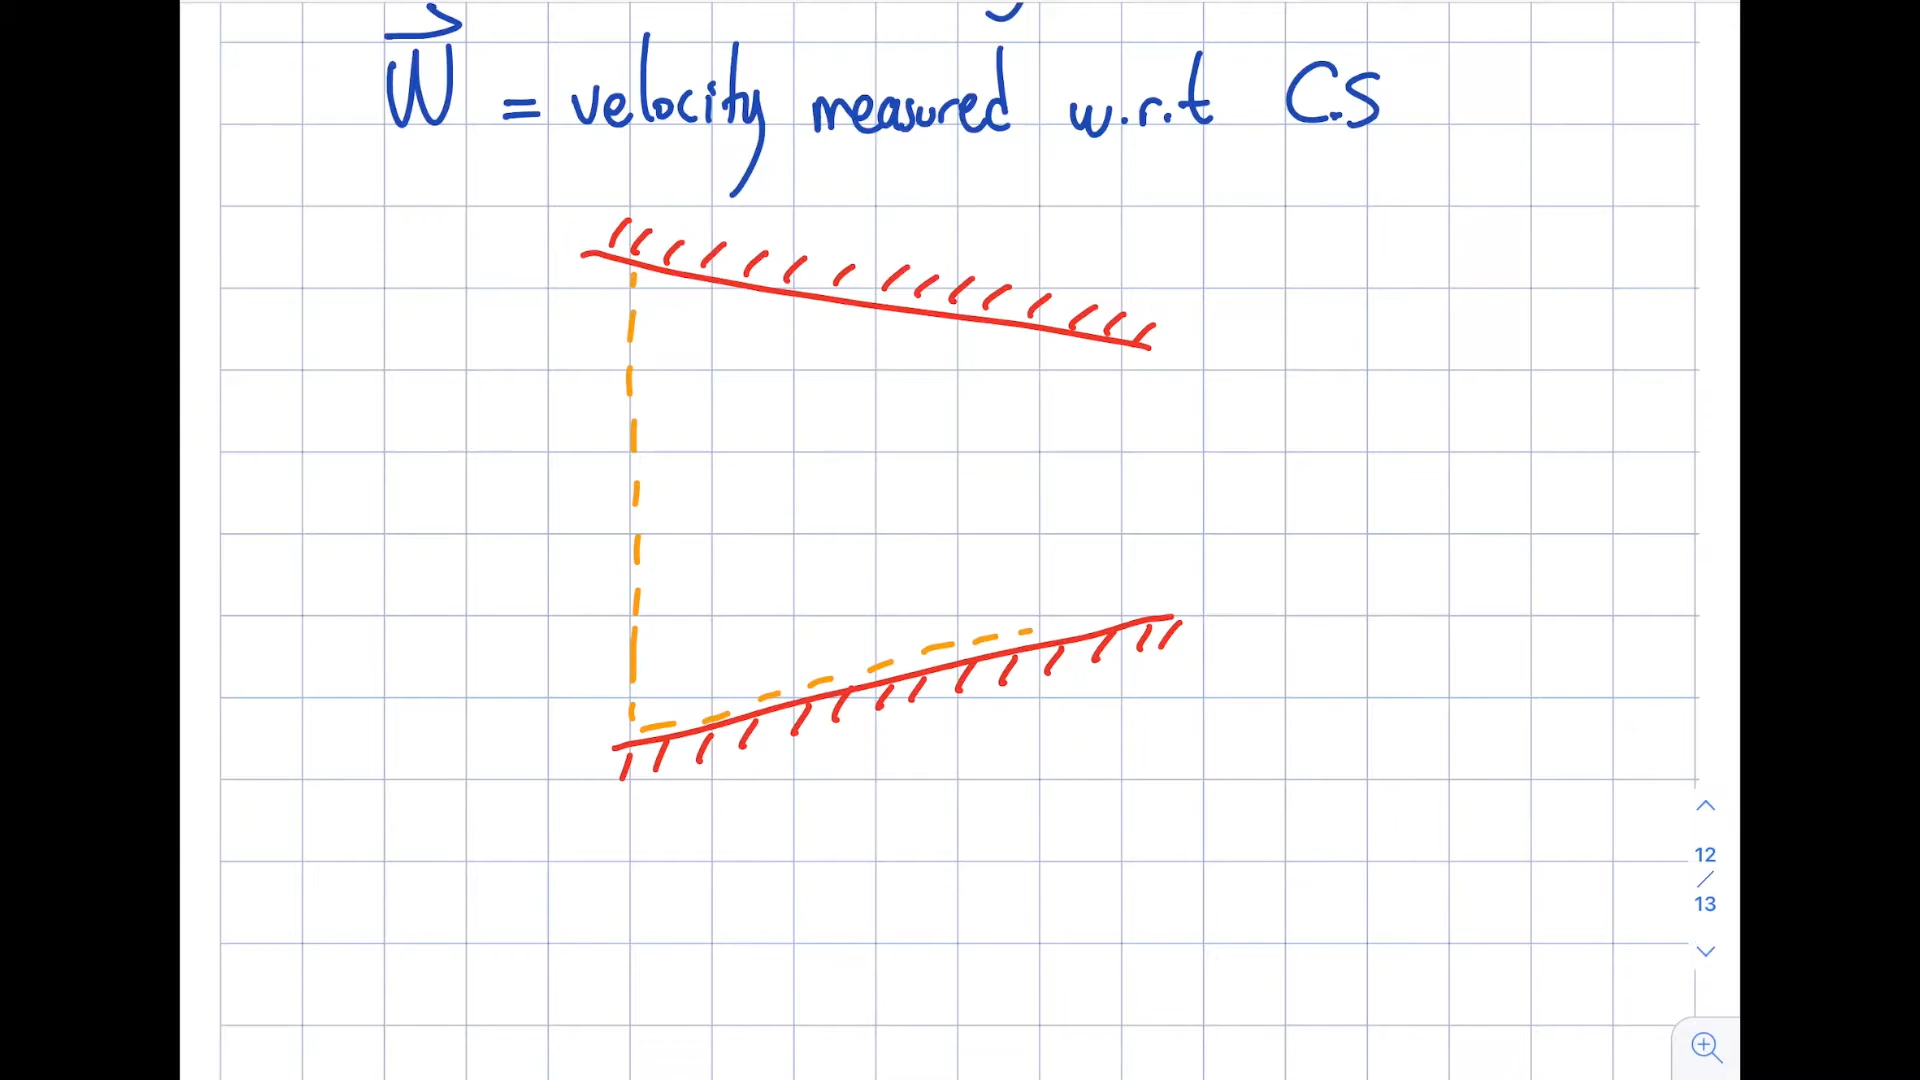 W⃗ = velocity measured w.r.t C.S
12
/
13